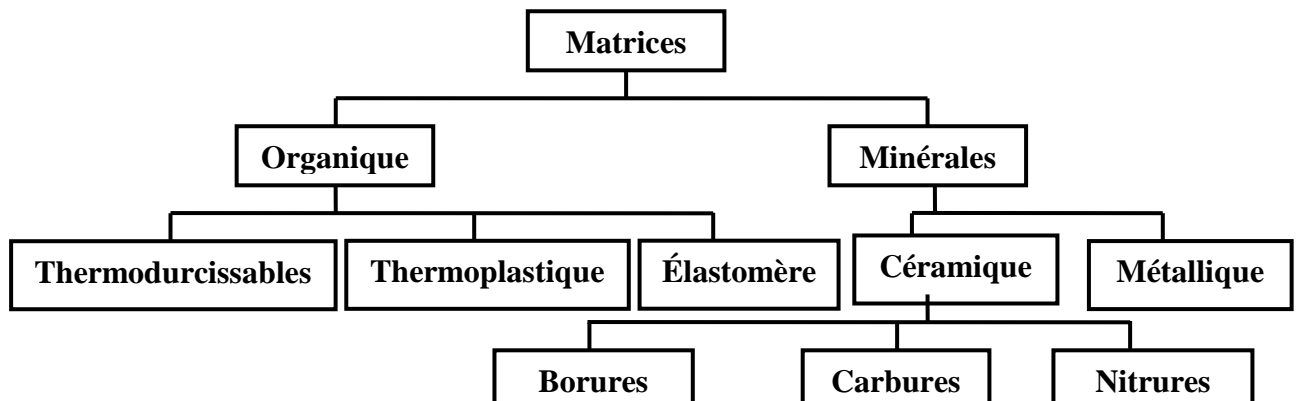 Matrices
Organique
Minérales
Thermodurcissables
Thermoplastique
Élastomère
Céramique
Métallique
Borures
Carbures
Nitrures